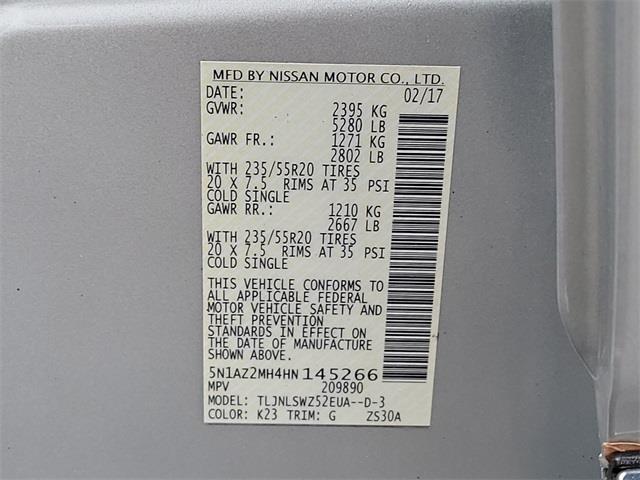 MFD BY NISSAN MOTOR CO., LTD.
DATE: 02/17
GVWR: 2395 KG
5280 LB
GAWR FR.: 1271 KG
2802 LB
WITH 235/55R20 TIRES
20 X 7.5 RIMS AT 35 PSI
COLD SINGLE
GAWR RR.: 1210 KG
2667 LB
WITH 235/55R20 TIRES
20 X 7.5 RIMS AT 35 PSI
COLD SINGLE
THIS VEHICLE CONFORMS TO
ALL APPLICABLE FEDERAL
MOTOR VEHICLE SAFETY AND
THEFT PREVENTION
STANDARDS IN EFFECT ON
THE DATE OF MANUFACTURE
SHOWN ABOVE.
5N1AZ2MH4HN 145266
MPV 209890
MODEL: TLJNLSWZ52EUA--D-3
COLOR: K23 TRIM: G ZS30A